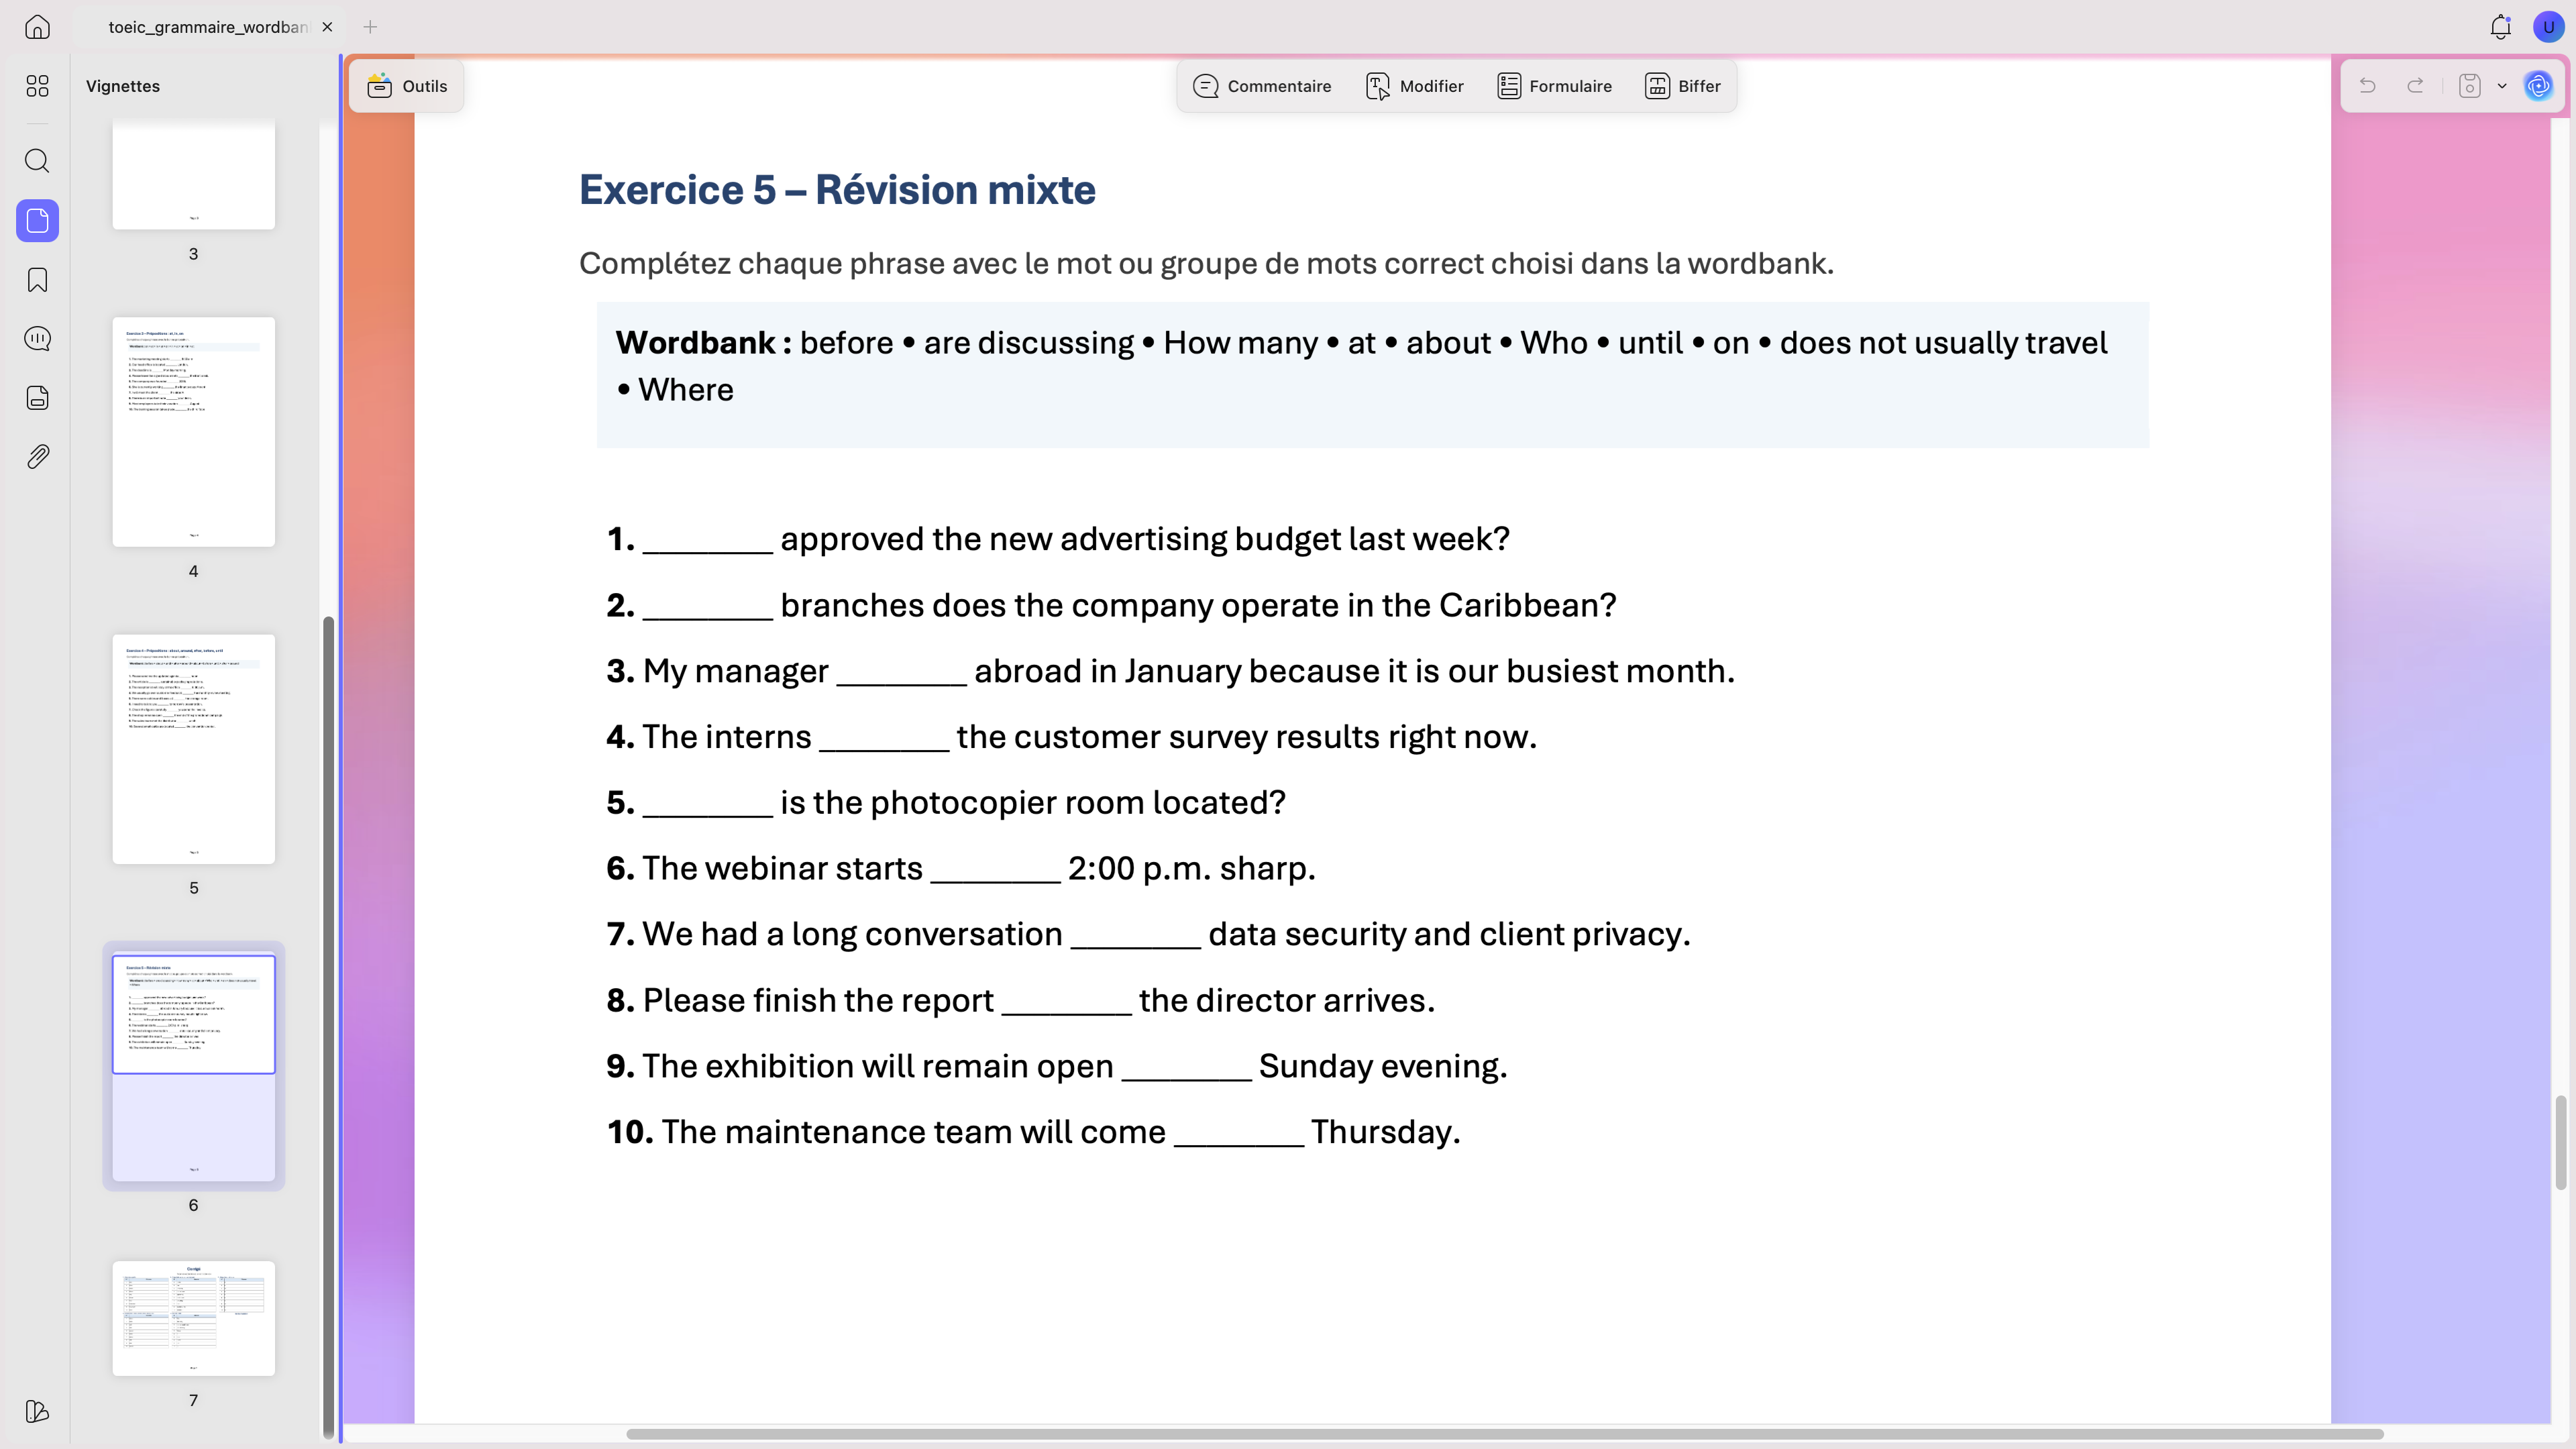 toeic_grammaire_wordban
U
Vignettes
Outils
Commentaire
Modifier
Formulaire
Biffer
3
4
5
6
7
Exercice 5 – Révision mixte
Complétez chaque phrase avec le mot ou groupe de mots correct choisi dans la wordbank.
Wordbank : before • are discussing • How many • at • about • Who • until • on • does not usually travel
• Where
1. ________ approved the new advertising budget last week?
2. ________ branches does the company operate in the Caribbean?
3. My manager ________ abroad in January because it is our busiest month.
4. The interns ________ the customer survey results right now.
5. ________ is the photocopier room located?
6. The webinar starts ________ 2:00 p.m. sharp.
7. We had a long conversation ________ data security and client privacy.
8. Please finish the report ________ the director arrives.
9. The exhibition will remain open ________ Sunday evening.
10. The maintenance team will come ________ Thursday.